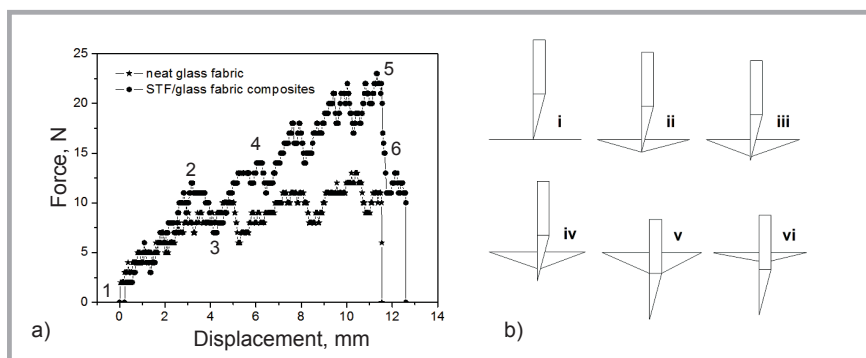 25
20
15
10
5
0
Force, N
neat glass fabric
STF/glass fabric composites
1
2
3
4
5
6
0 2 4 6 8 10 12 14
Displacement, mm
a)
i
ii
iii
iv
v
vi
b)